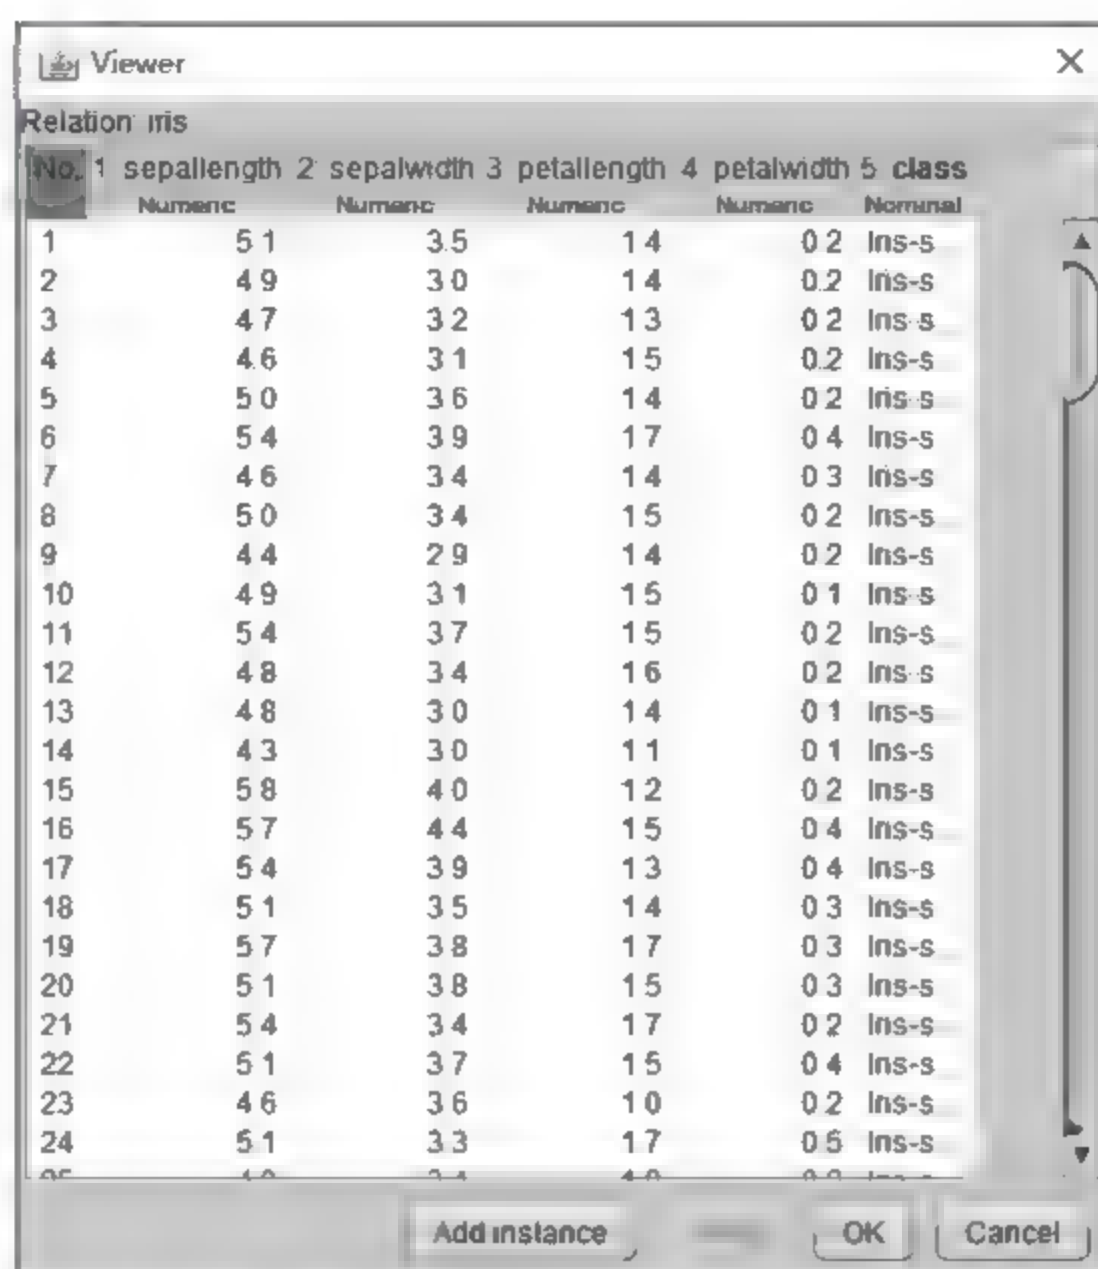 Viewer
Relation: iris
No. 1: sepallength 2: sepalwidth 3: petallength 4: petalwidth 5: class
Numeric Numeric Numeric Numeric Nominal
1 5.1 3.5 1.4 0.2 Iris-s
2 4.9 3.0 1.4 0.2 Iris-s
3 4.7 3.2 1.3 0.2 Iris-s
4 4.6 3.1 1.5 0.2 Iris-s
5 5.0 3.6 1.4 0.2 Iris-s
6 5.4 3.9 1.7 0.4 Iris-s
7 4.6 3.4 1.4 0.3 Iris-s
8 5.0 3.4 1.5 0.2 Iris-s
9 4.4 2.9 1.4 0.2 Iris-s
10 4.9 3.1 1.5 0.1 Iris-s
11 5.4 3.7 1.5 0.2 Iris-s
12 4.8 3.4 1.6 0.2 Iris-s
13 4.8 3.0 1.4 0.1 Iris-s
14 4.3 3.0 1.1 0.1 Iris-s
15 5.8 4.0 1.2 0.2 Iris-s
16 5.7 4.4 1.5 0.4 Iris-s
17 5.4 3.9 1.3 0.4 Iris-s
18 5.1 3.5 1.4 0.3 Iris-s
19 5.7 3.8 1.7 0.3 Iris-s
20 5.1 3.8 1.5 0.3 Iris-s
21 5.4 3.4 1.7 0.2 Iris-s
22 5.1 3.7 1.5 0.4 Iris-s
23 4.6 3.6 1.0 0.2 Iris-s
24 5.1 3.3 1.7 0.5 Iris-s
Add instance OK Cancel